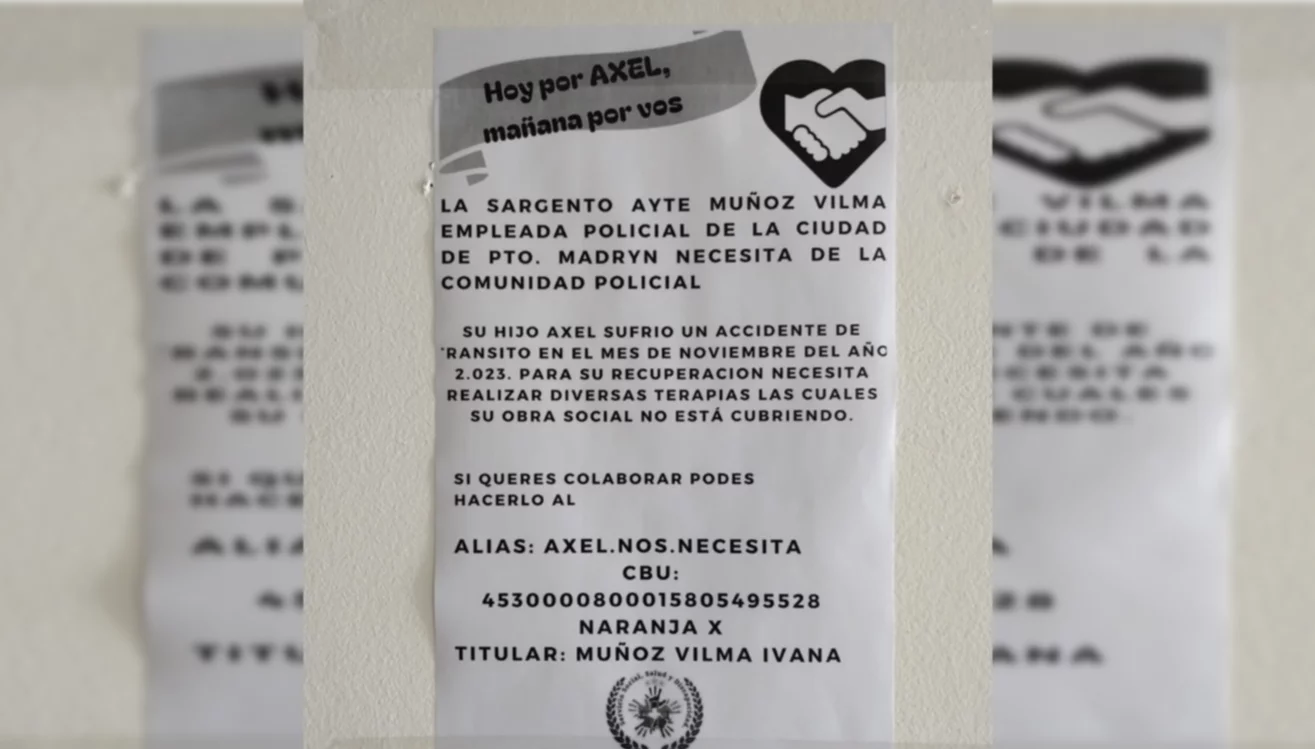 Hoy por AXEL,
mañana por vos
LA SARGENTO AYTE MUÑOZ VILMA
EMPLEADA POLICIAL DE LA CIUDAD
DE PTO. MADRYN NECESITA DE LA
COMUNIDAD POLICIAL
SU HIJO AXEL SUFRIO UN ACCIDENTE DE
TRANSITO EN EL MES DE NOVIEMBRE DEL AÑO
2.023. PARA SU RECUPERACION NECESITA
REALIZAR DIVERSAS TERAPIAS LAS CUALES
SU OBRA SOCIAL NO ESTÁ CUBRIENDO.
SI QUERES COLABORAR PODES
HACERLO AL
ALIAS: AXEL.NOS.NECESITA
CBU:
4530000800015805495528
NARANJA X
TITULAR: MUÑOZ VILMA IVANA
Servicio Social, Salud y